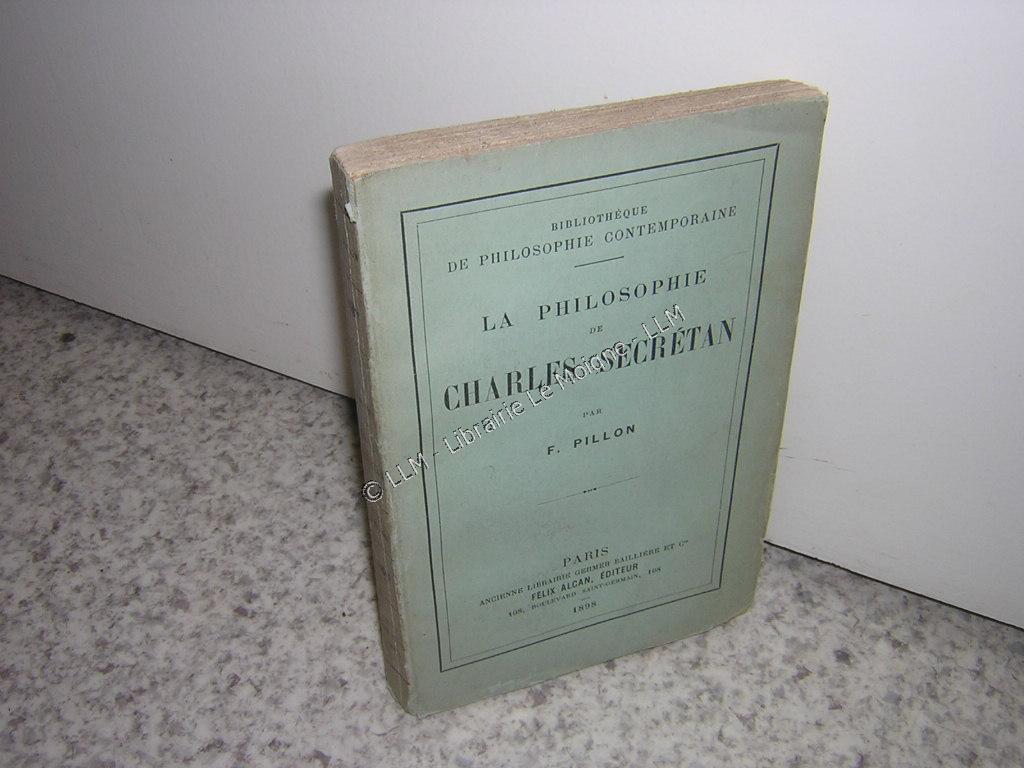 BIBLIOTHÈQUE
DE PHILOSOPHIE CONTEMPORAINE
LA PHILOSOPHIE
DE
CHARLES SECRÉTAN
PAR
F. PILLON
PARIS
ANCIENNE LIBRAIRIE GERMER BAILLIÈRE ET Cie
FÉLIX ALCAN, ÉDITEUR
108, BOULEVARD SAINT-GERMAIN, 108
1898
© LLM - Librairie Le Moigne - LLM